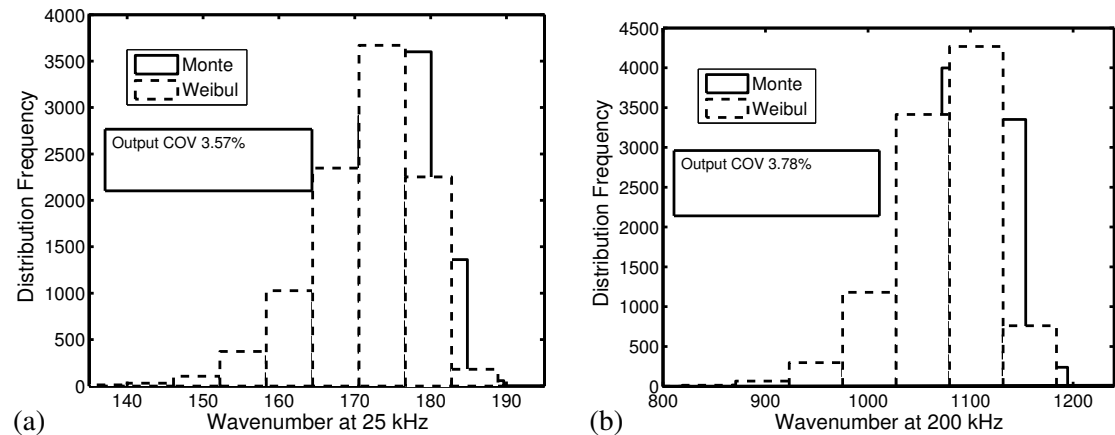 4000
3500
3000
2500
2000
1500
1000
500
0
Distribution Frequency
Monte
Weibul
Output COV 3.57%
140 150 160 170 180 190
Wavenumber at 25 kHz
(a)
4500
4000
3500
3000
2500
2000
1500
1000
500
0
Distribution Frequency
Monte
Weibul
Output COV 3.78%
800 900 1000 1100 1200
Wavenumber at 200 kHz
(b)